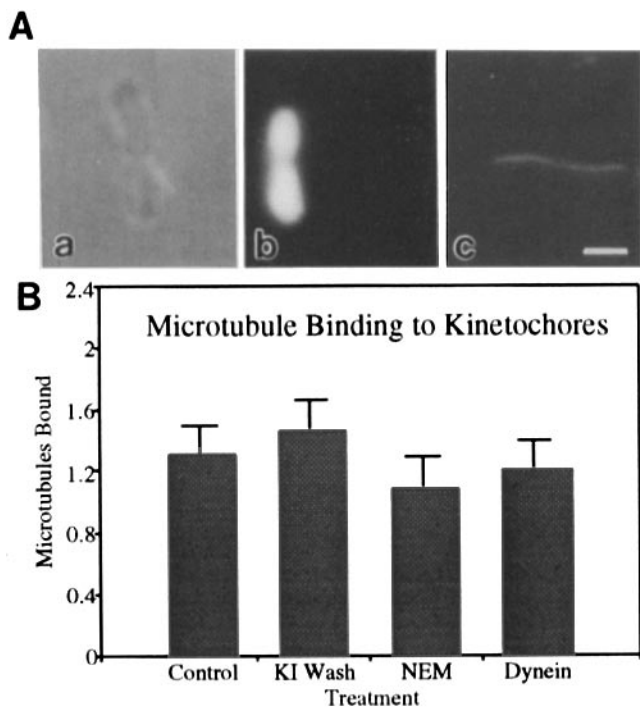 A
a
b
c
B
Microtubule Binding to Kinetochores
2.4
2
1.6
1.2
0.8
0.4
0
Microtubules Bound
Control KI Wash NEM Dynein
Treatment